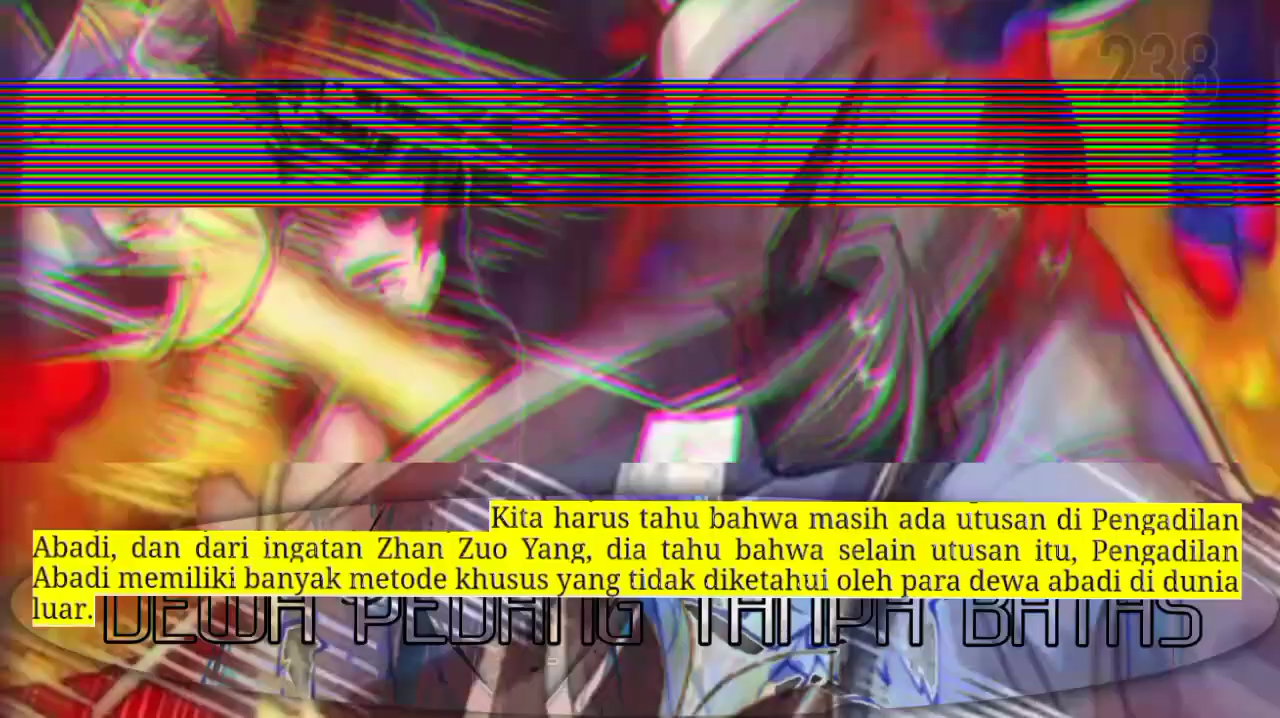 238
Kita harus tahu bahwa masih ada utusan di Pengadilan
Abadi, dan dari ingatan Zhan Zuo Yang, dia tahu bahwa selain utusan itu, Pengadilan
Abadi memiliki banyak metode khusus yang tidak diketahui oleh para dewa abadi di dunia
luar.
DEWA PEDANG TANPA BATAS